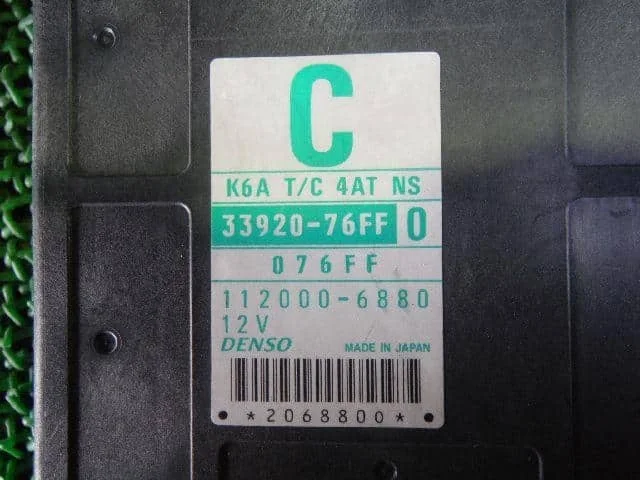 C
K6A T/C 4AT NS
33920-76FF 0
076FF
112000-6880
12V
DENSO MADE IN JAPAN
*2068800*